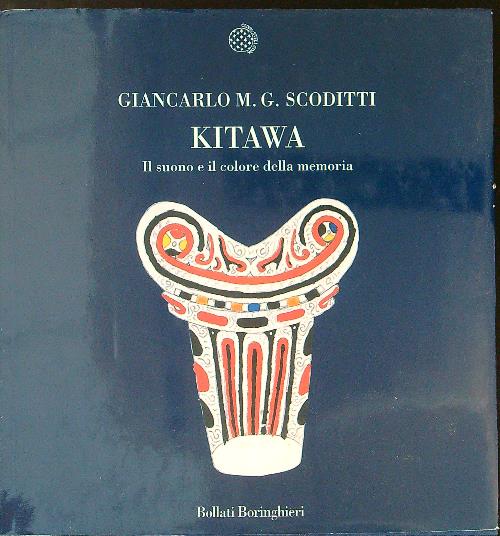 GIANCARLO M. G. SCODITTI
KITAWA
Il suono e il colore della memoria
Bollati Boringhieri